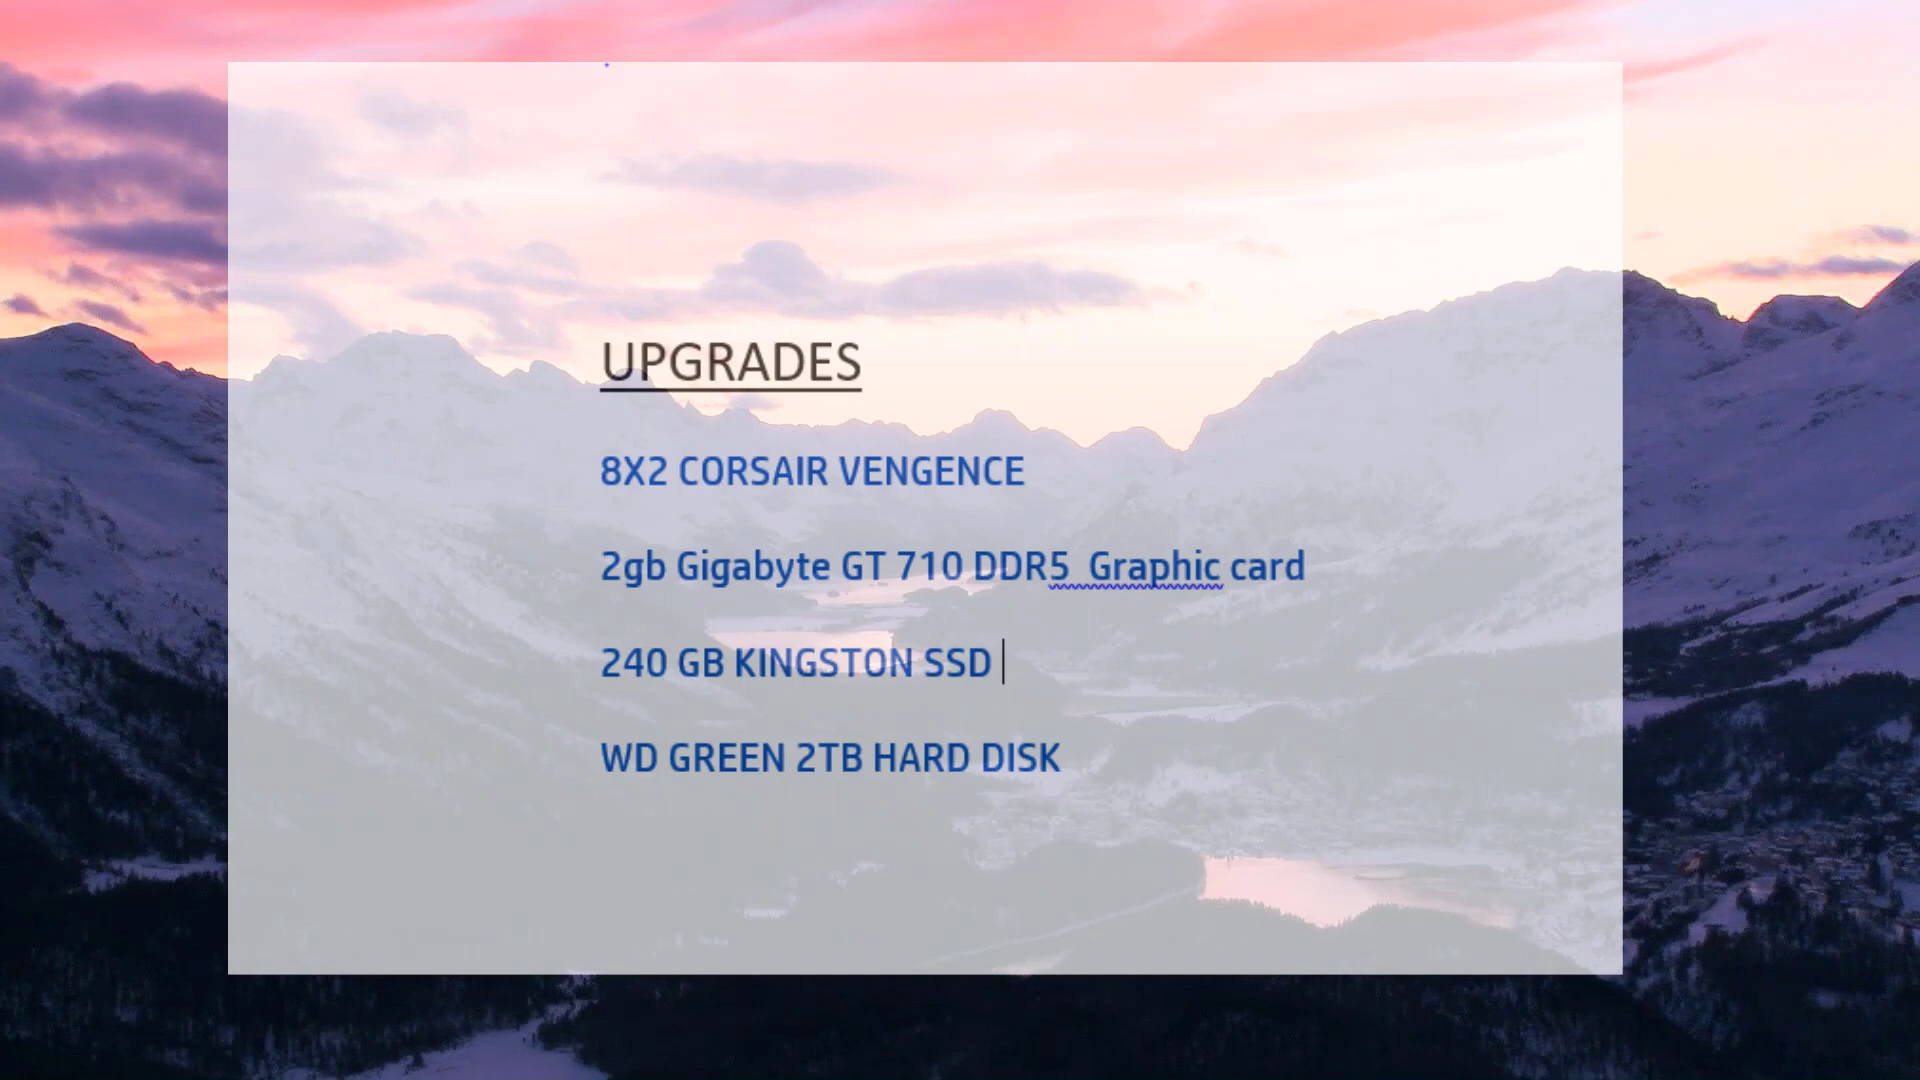 UPGRADES
8X2 CORSAIR VENGENCE
2gb Gigabyte GT 710 DDR5  Graphic card
240 GB KINGSTON SSD
WD GREEN 2TB HARD DISK